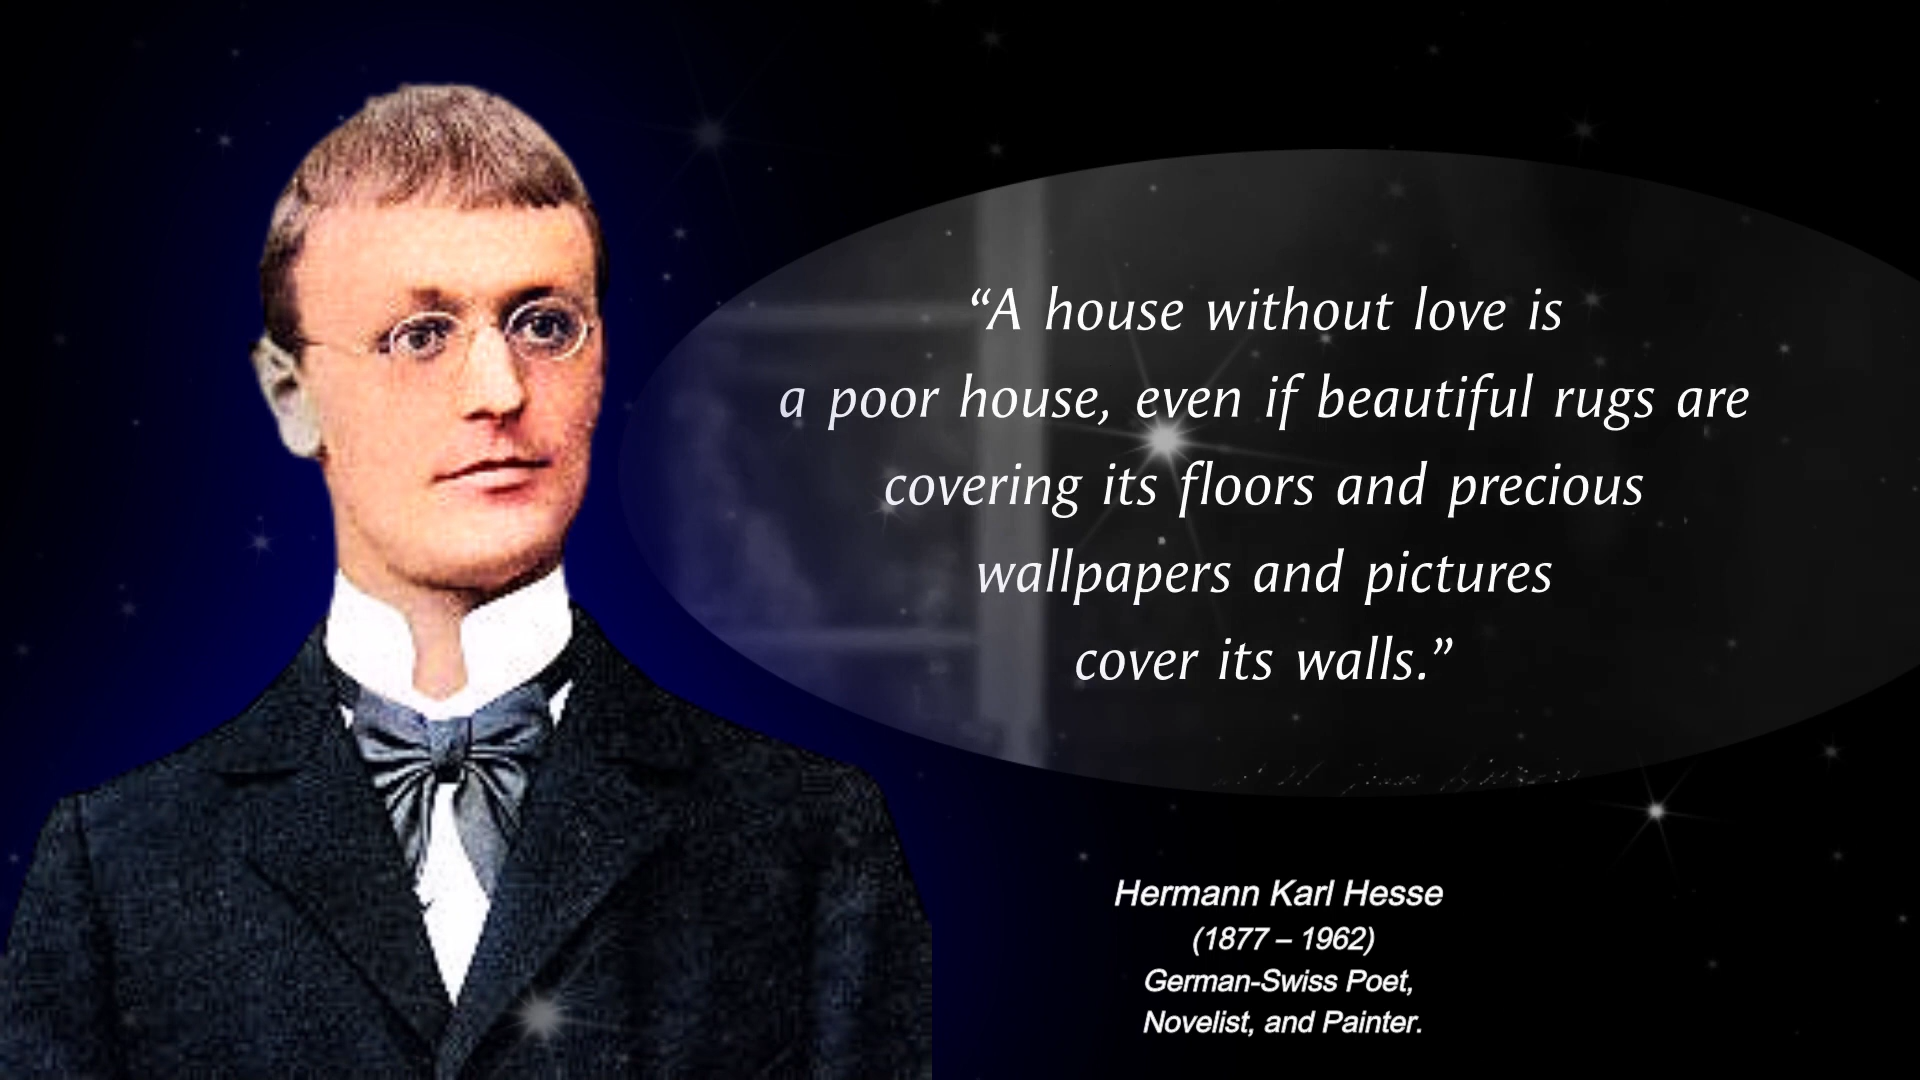 “A house without love is
a poor house, even if beautiful rugs are
covering its floors and precious
wallpapers and pictures
cover its walls.”
Hermann Karl Hesse
(1877 – 1962)
German-Swiss Poet,
Novelist, and Painter.